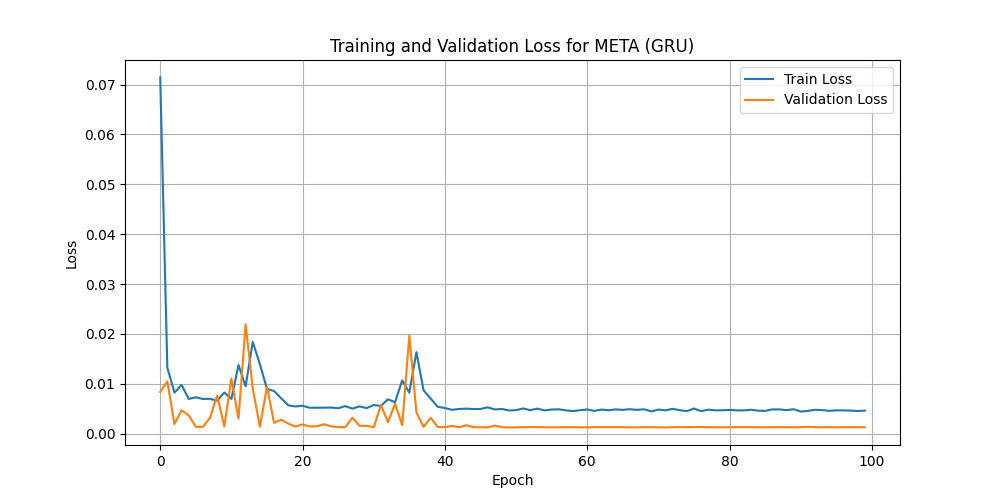 Training and Validation Loss for META (GRU)
Train Loss
Validation Loss
0.07
0.06
0.05
0.04
0.03
0.02
0.01
0.00
Loss
0 20 40 60 80 100
Epoch